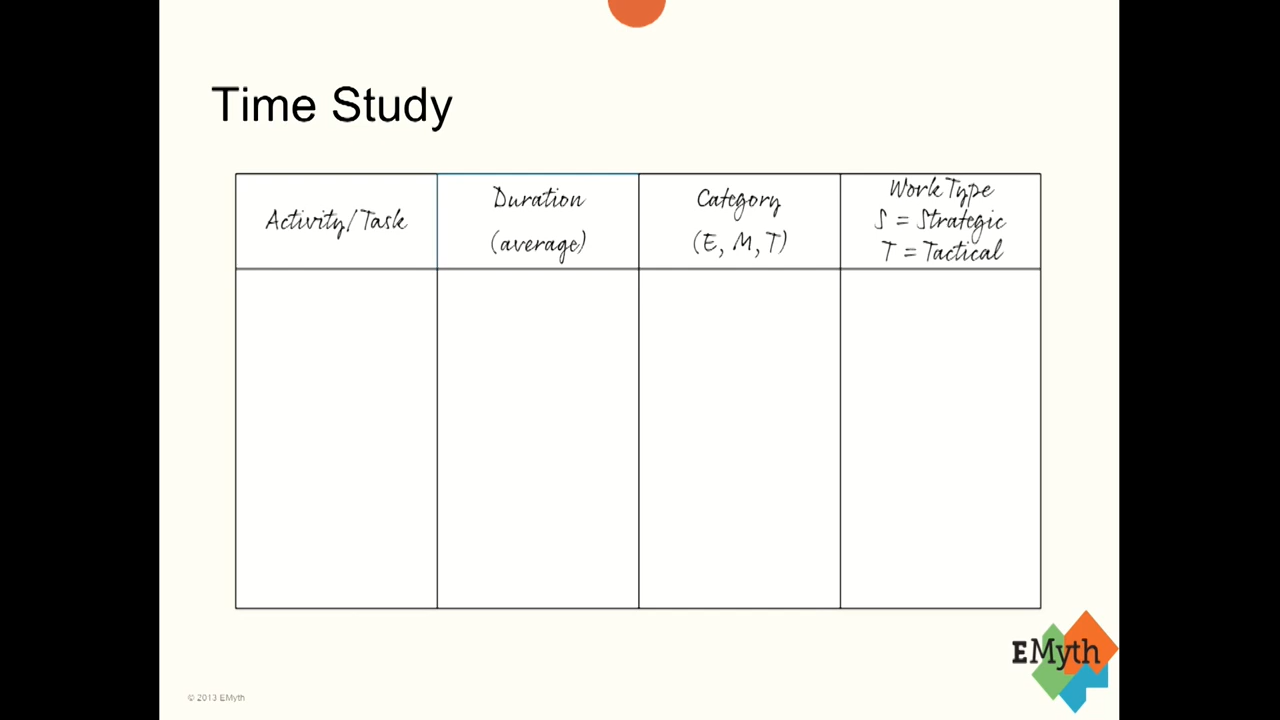 Time Study
Activity/Task
Duration
(average)
Category
(E, M, T)
Work Type
S = Strategic
T = Tactical
EMyth
© 2013 EMyth